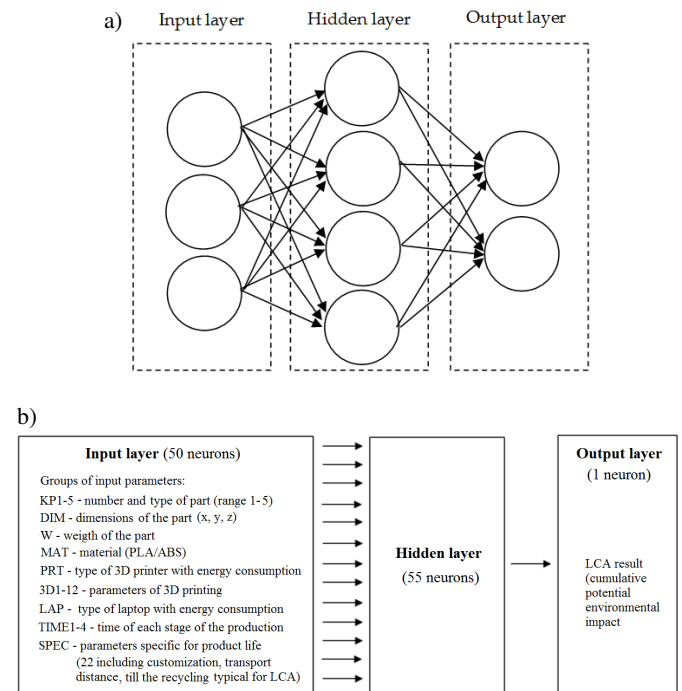 a)
Input layer
Hidden layer
Output layer
b)
Input layer (50 neurons)
Groups of input parameters:
KP1-5 - number and type of part (range 1-5)
DIM - dimensions of the part (x, y, z)
W - weigth of the part
MAT - material (PLA/ABS)
PRT - type of 3D printer with energy consumption
3D1-12 - parameters of 3D printing
LAP - type of laptop with energy consumption
TIME1-4 - time of each stage of the production
SPEC - parameters specific for product life
(22 including customization, transport
distance, till the recycling typical for LCA)
Hidden layer
(55 neurons)
Output layer
(1 neuron)
LCA result
(cumulative
potential
environmental
impact